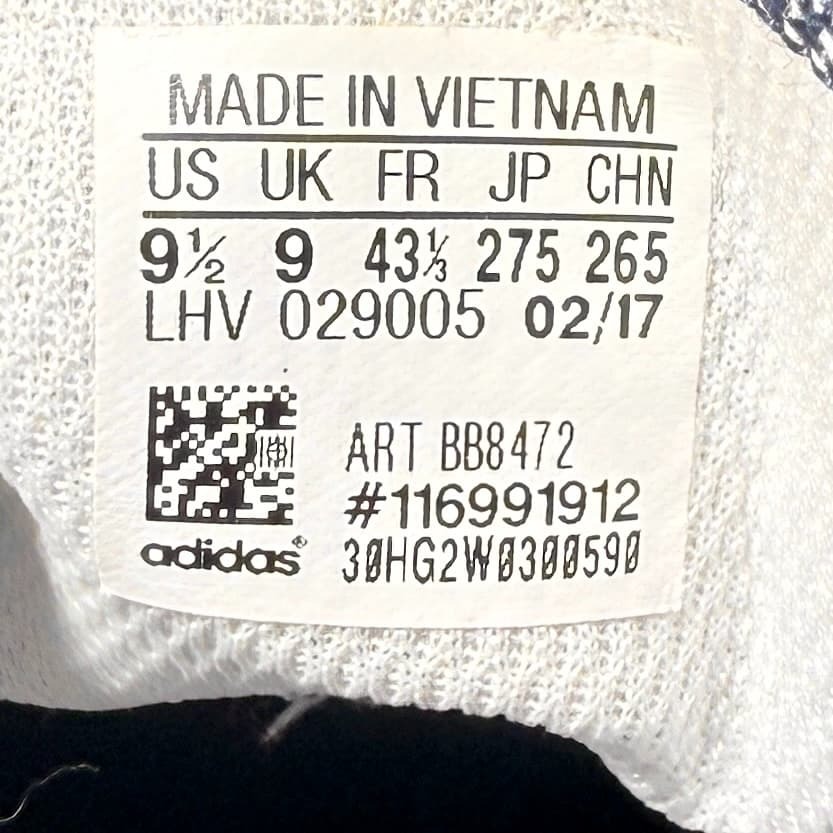 MADE IN VIETNAM
US UK FR JP CHN
9½ 9 43⅓ 275 265
LHV 029005 02/17
ART BB8472
#116991912
adidas®
30HG2W0300590